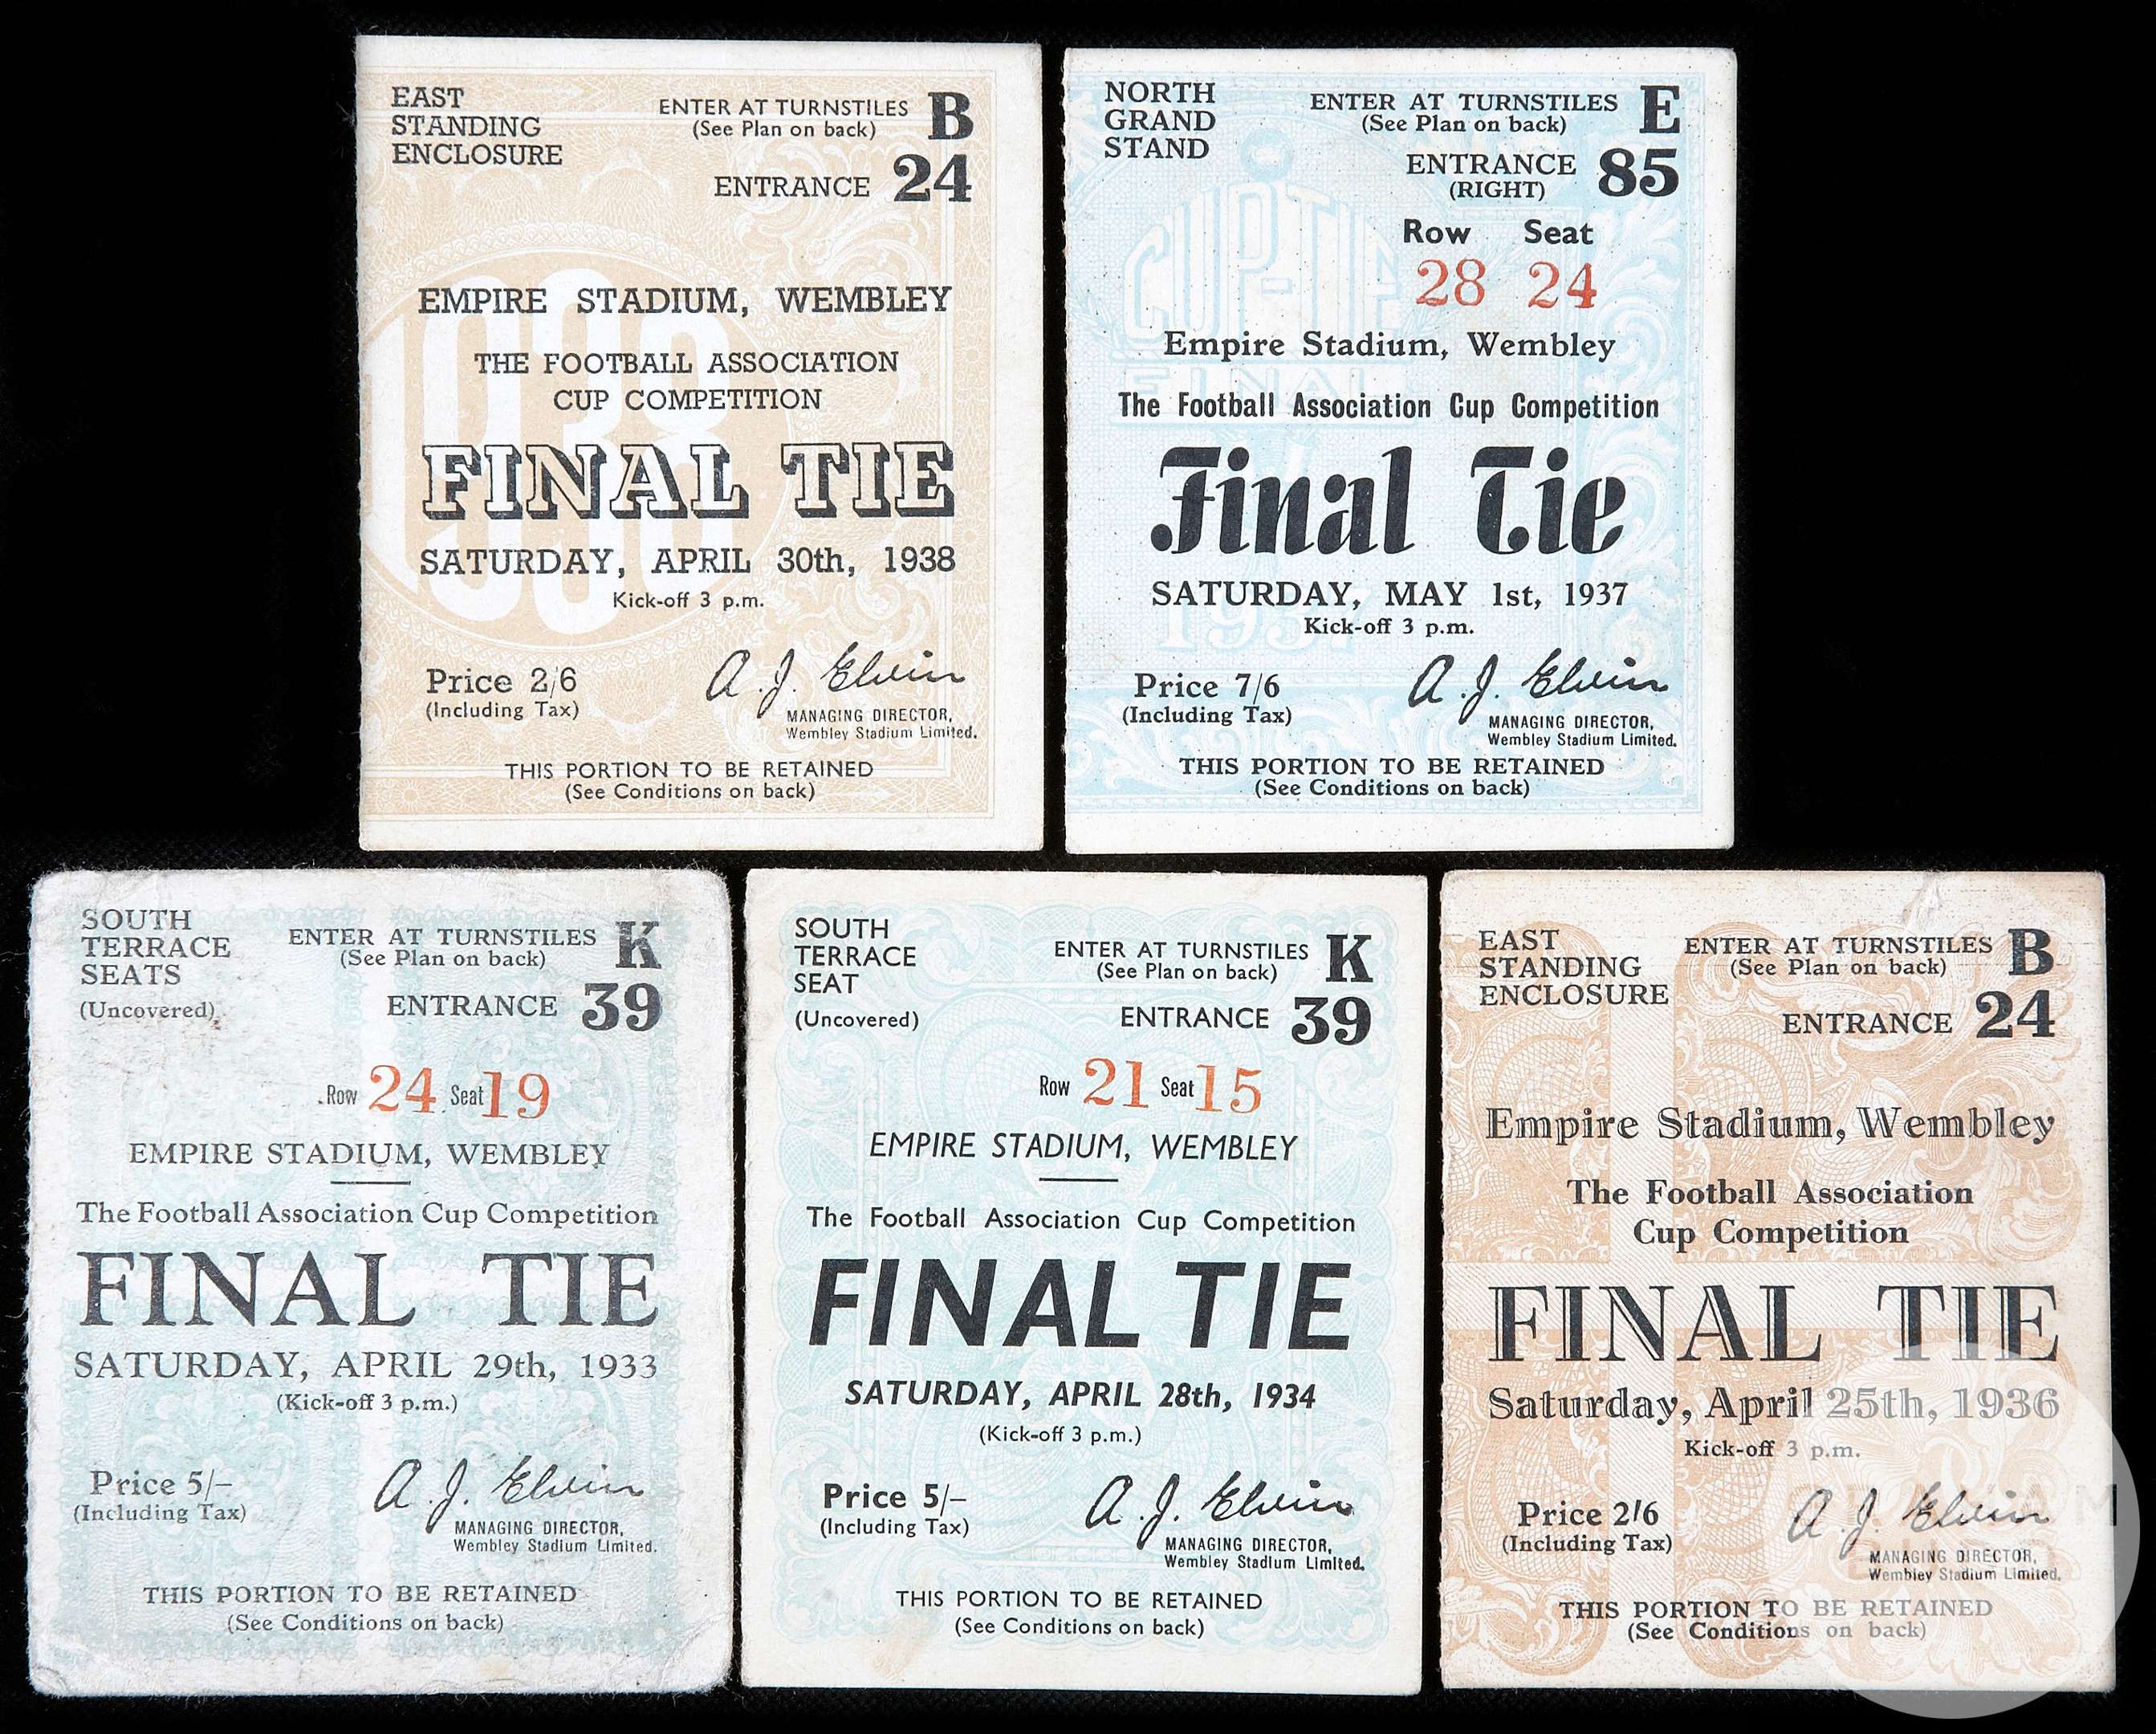 EAST
STANDING
ENCLOSURE
ENTER AT TURNSTILES B
(See Plan on back)
ENTRANCE 24
1938
EMPIRE STADIUM, WEMBLEY
THE FOOTBALL ASSOCIATION
CUP COMPETITION
FINAL TIE
SATURDAY, APRIL 30th, 1938
Kick-off 3 p.m.
Price 2/6
(Including Tax)
A. J. Elvin
MANAGING DIRECTOR,
Wembley Stadium Limited.
THIS PORTION TO BE RETAINED
(See Conditions on back)
NORTH
GRAND
STAND
ENTER AT TURNSTILES E
(See Plan on back)
ENTRANCE 85
(RIGHT)
Row Seat
28 24
CUP-TIE
FINAL
1937
Empire Stadium, Wembley
The Football Association Cup Competition
Final Tie
SATURDAY, MAY 1st, 1937
Kick-off 3 p.m.
Price 7/6
(Including Tax)
A. J. Elvin
MANAGING DIRECTOR,
Wembley Stadium Limited.
THIS PORTION TO BE RETAINED
(See Conditions on back)
SOUTH
TERRACE
SEATS
(Uncovered)
ENTER AT TURNSTILES K
(See Plan on back)
ENTRANCE 39
Row 24 Seat 19
EMPIRE STADIUM, WEMBLEY
The Football Association Cup Competition
FINAL TIE
SATURDAY, APRIL 29th, 1933
(Kick-off 3 p.m.)
Price 5/-
(Including Tax)
A. J. Elvin
MANAGING DIRECTOR,
Wembley Stadium Limited.
THIS PORTION TO BE RETAINED
(See Conditions on back)
SOUTH
TERRACE
SEAT
(Uncovered)
ENTER AT TURNSTILES K
(See Plan on back)
ENTRANCE 39
Row 21 Seat 15
EMPIRE STADIUM, WEMBLEY
The Football Association Cup Competition
FINAL TIE
SATURDAY, APRIL 28th, 1934
(Kick-off 3 p.m.)
Price 5/-
(Including Tax)
A. J. Elvin
MANAGING DIRECTOR,
Wembley Stadium Limited.
THIS PORTION TO BE RETAINED
(See Conditions on back)
EAST
STANDING
ENCLOSURE
ENTER AT TURNSTILES B
(See Plan on back)
ENTRANCE 24
Empire Stadium, Wembley
The Football Association
Cup Competition
FINAL TIE
Saturday, April 25th, 1936
Kick-off 3 p.m.
Price 2/6
(Including Tax)
A. J. Elvin
MANAGING DIRECTOR,
Wembley Stadium Limited.
THIS PORTION TO BE RETAINED
(See Conditions on back)